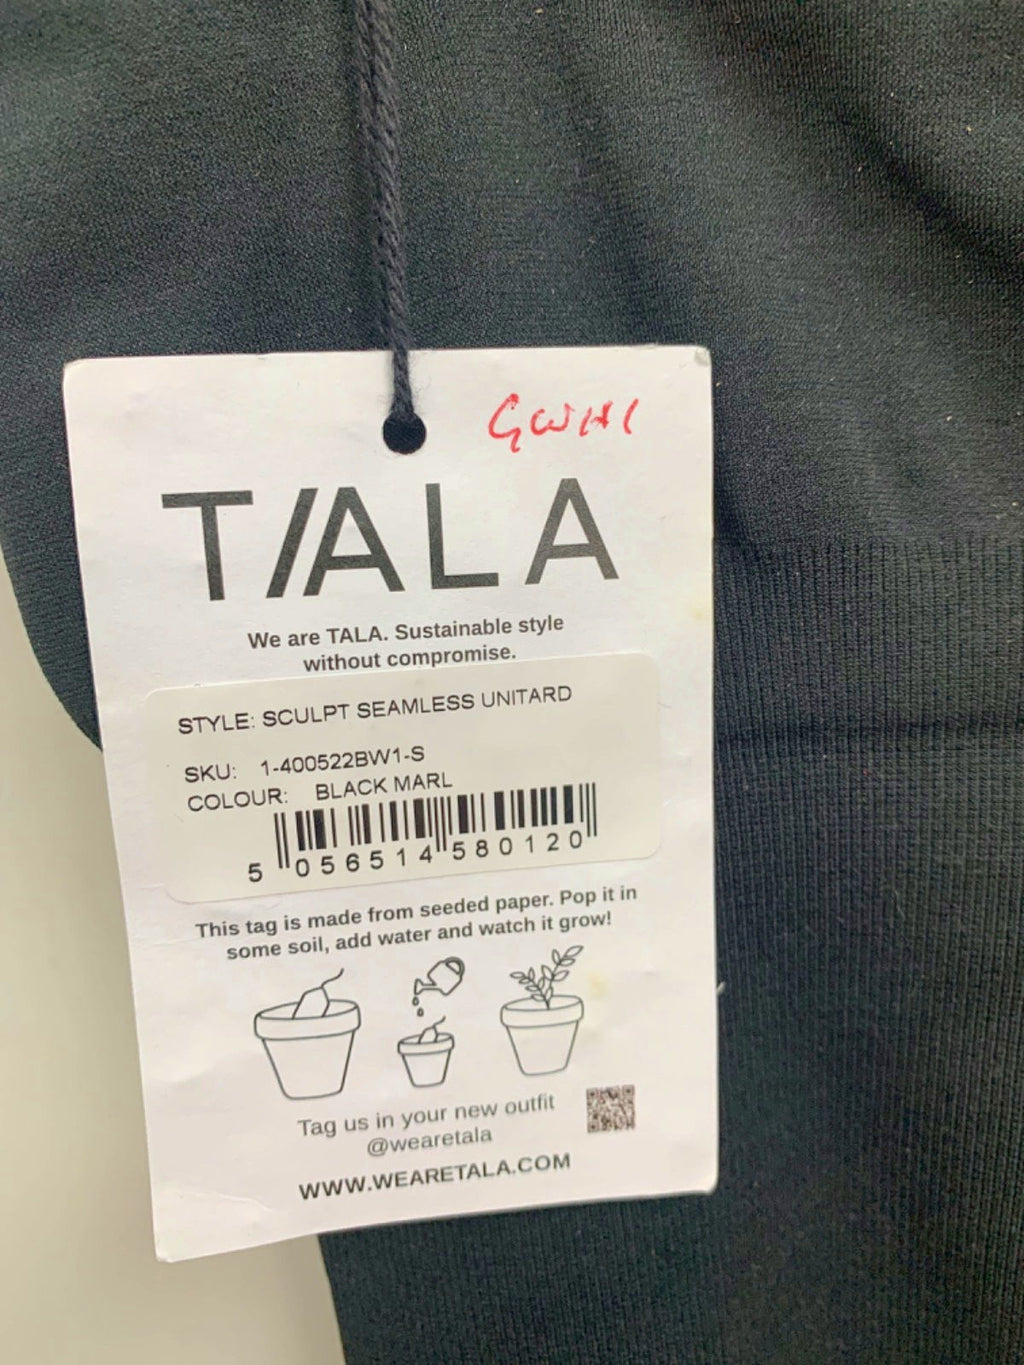 GWH1
TALA
We are TALA. Sustainable style
without compromise.
STYLE: SCULPT SEAMLESS UNITARD
SKU: 1-400522BW1-S
COLOUR: BLACK MARL
5 056514 580120
This tag is made from seeded paper. Pop it in
some soil, add water and watch it grow!
Tag us in your new outfit
@wearetala
WWW.WEARETALA.COM